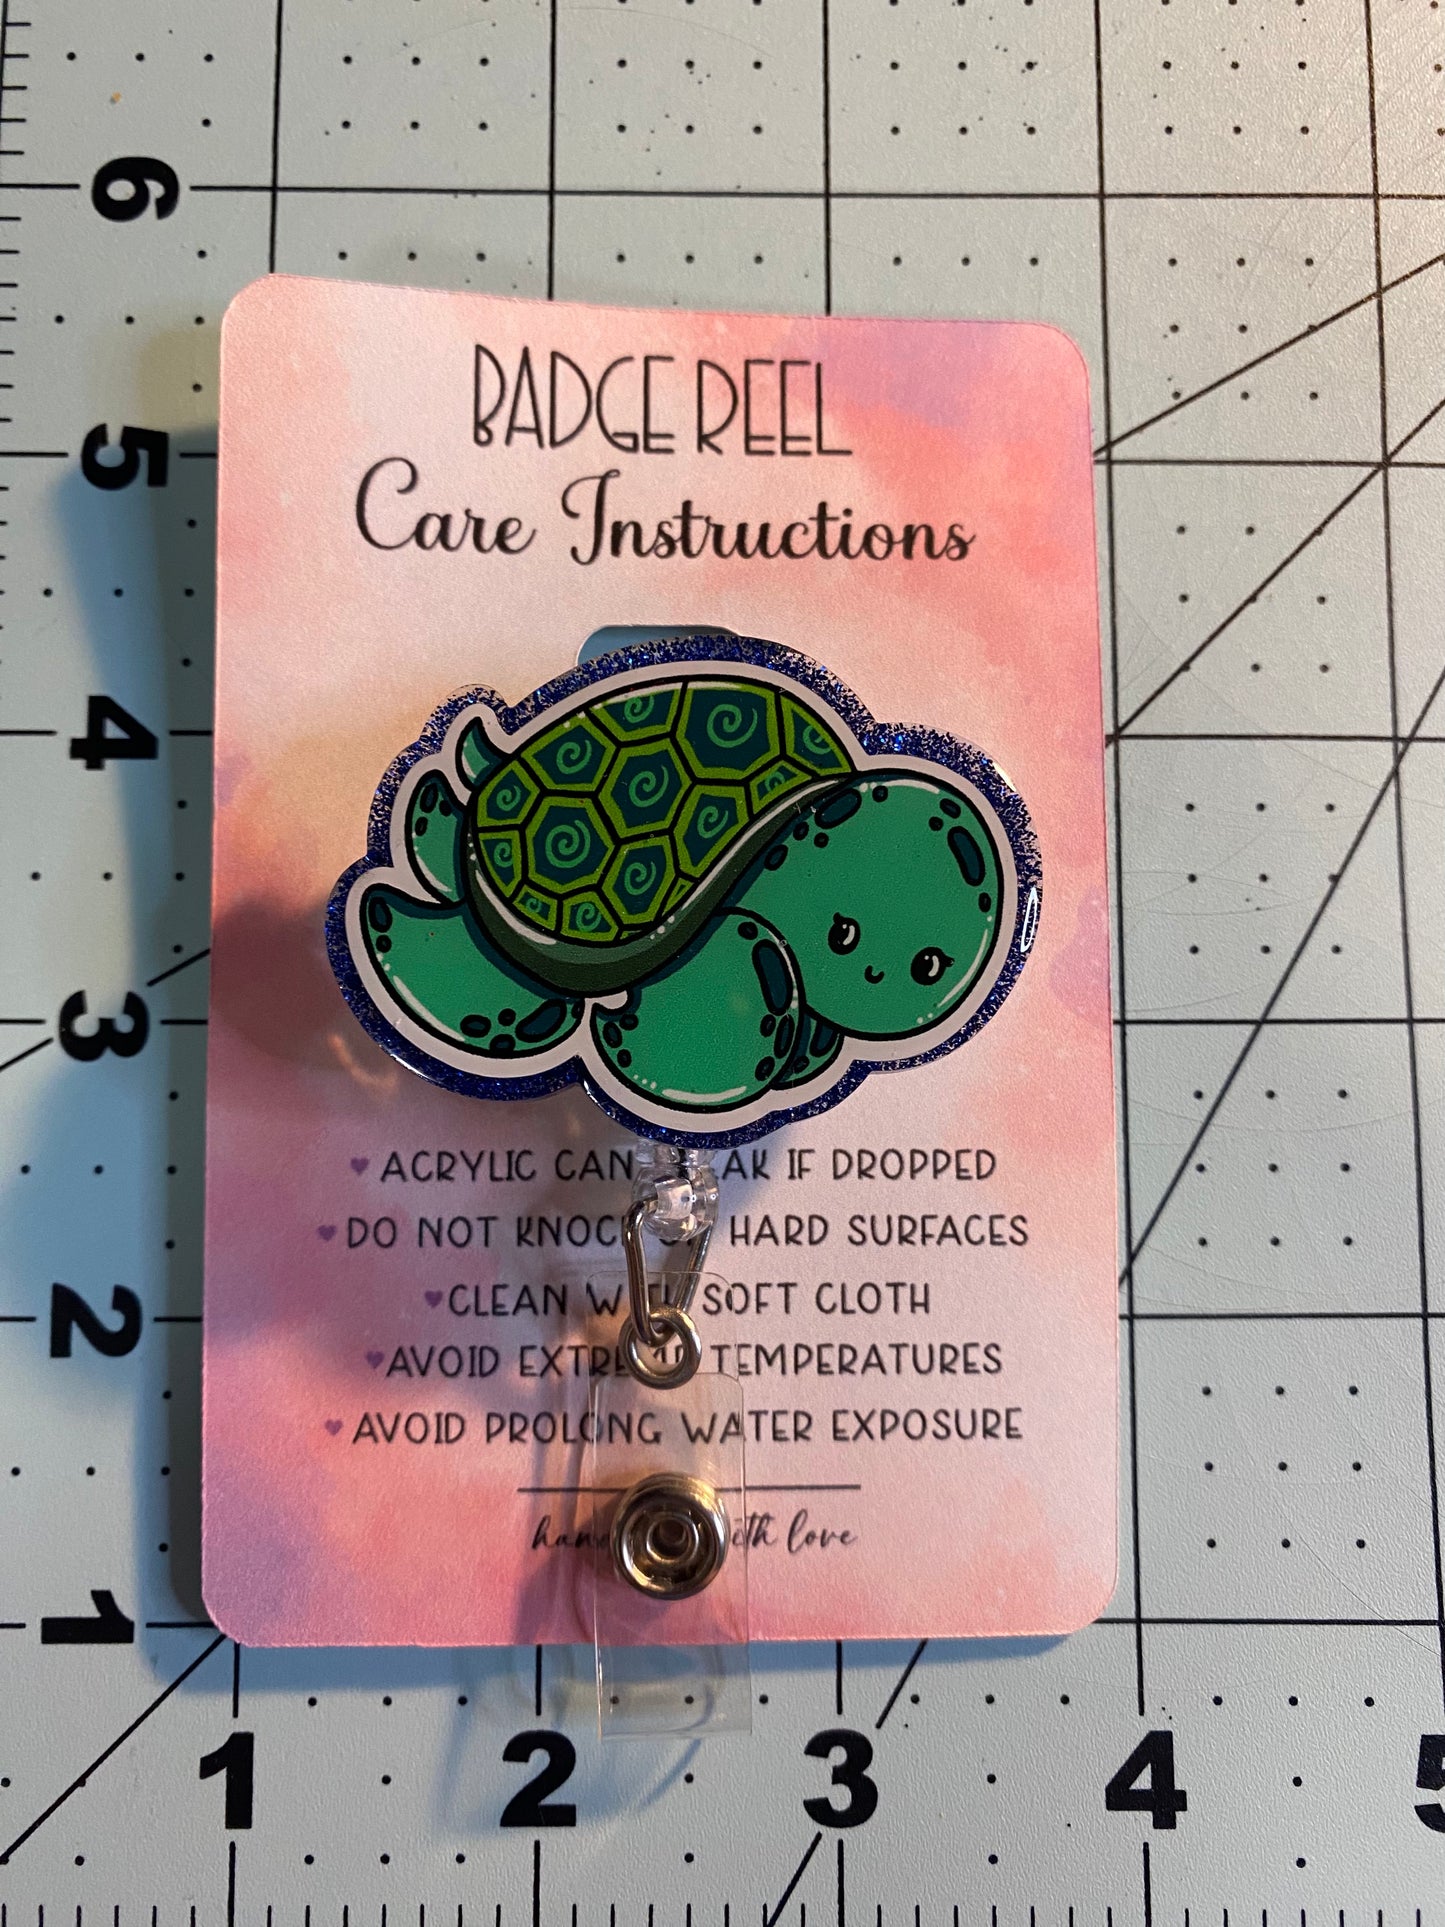 BADGE REEL
Care Instructions
ACRYLIC CAN IF DROPPED
DO NOT HARD SURFACES
CLEAN SOFT CLOTH
AVOID TEMPERATURES
AVOID PROLONG WATER EXPOSURE
love
6
5
4
3
2
1
1 2 3 4